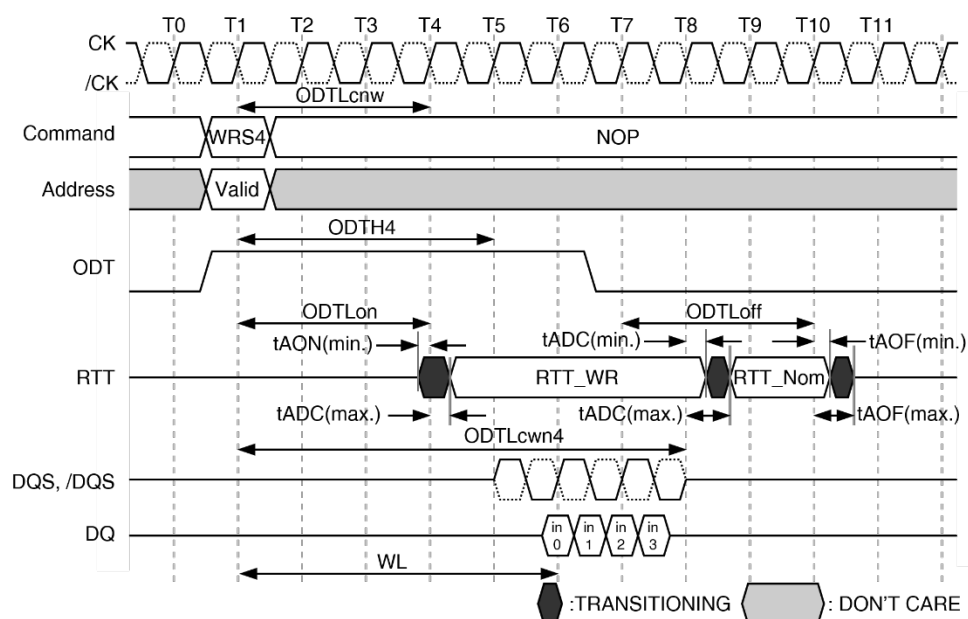 T0 T1 T2 T3 T4 T5 T6 T7 T8 T9 T10 T11
CK
/CK
ODTLcnw
Command WRS4 NOP
Address Valid
ODTH4
ODT
ODTLon ODTLoff
tAON(min.) tADC(min.) tAOF(min.)
RTT RTT_WR RTT_Nom
tADC(max.) tADC(max.) tAOF(max.)
ODTLcwn4
DQS, /DQS
DQ in 0 in 1 in 2 in 3
WL
:TRANSITIONING : DON'T CARE